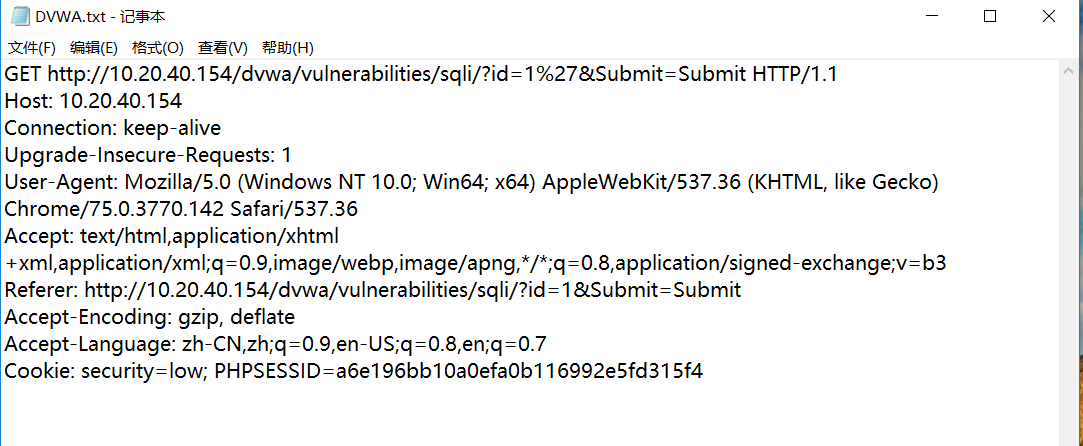 DVWA.txt - 记事本
文件(F) 编辑(E) 格式(O) 查看(V) 帮助(H)
GET http://10.20.40.154/dvwa/vulnerabilities/sqli/?id=1%27&Submit=Submit HTTP/1.1
Host: 10.20.40.154
Connection: keep-alive
Upgrade-Insecure-Requests: 1
User-Agent: Mozilla/5.0 (Windows NT 10.0; Win64; x64) AppleWebKit/537.36 (KHTML, like Gecko)
Chrome/75.0.3770.142 Safari/537.36
Accept: text/html,application/xhtml
+xml,application/xml;q=0.9,image/webp,image/apng,*/*;q=0.8,application/signed-exchange;v=b3
Referer: http://10.20.40.154/dvwa/vulnerabilities/sqli/?id=1&Submit=Submit
Accept-Encoding: gzip, deflate
Accept-Language: zh-CN,zh;q=0.9,en-US;q=0.8,en;q=0.7
Cookie: security=low; PHPSESSID=a6e196bb10a0efa0b116992e5fd315f4